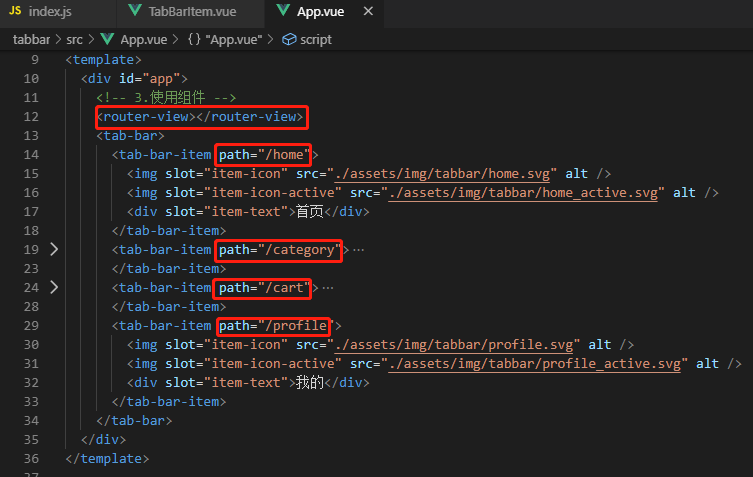 JS index.js TabBarItem.vue App.vue ×
tabbar > src > App.vue > {} "App.vue" > script
9 <template>
10 <div id="app">
11 <!-- 3.使用组件 -->
12 <router-view></router-view>
13 <tab-bar>
14 <tab-bar-item path="/home">
15 <img slot="item-icon" src="./assets/img/tabbar/home.svg" alt />
16 <img slot="item-icon-active" src="./assets/img/tabbar/home_active.svg" alt />
17 <div slot="item-text">首页</div>
18 </tab-bar-item>
19 > <tab-bar-item path="/category"> ⋯
23 </tab-bar-item>
24 > <tab-bar-item path="/cart"> ⋯
28 </tab-bar-item>
29 <tab-bar-item path="/profile">
30 <img slot="item-icon" src="./assets/img/tabbar/profile.svg" alt />
31 <img slot="item-icon-active" src="./assets/img/tabbar/profile_active.svg" alt />
32 <div slot="item-text">我的</div>
33 </tab-bar-item>
34 </tab-bar>
35 </div>
36 </template>
37